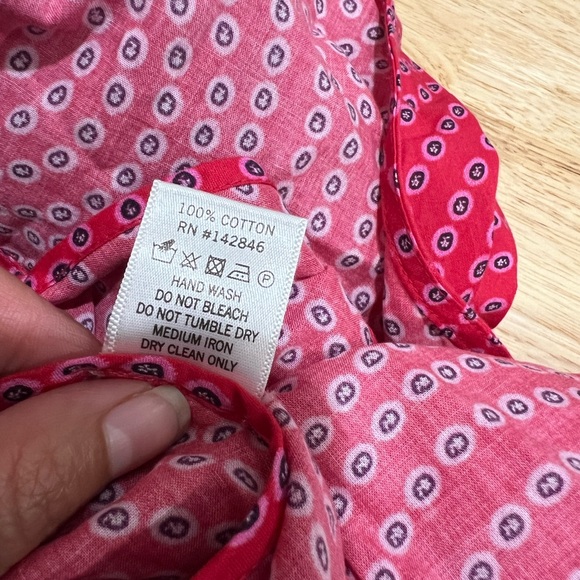 100% COTTON
RN #142846
P
HAND WASH
DO NOT BLEACH
DO NOT TUMBLE DRY
MEDIUM IRON
DRY CLEAN ONLY